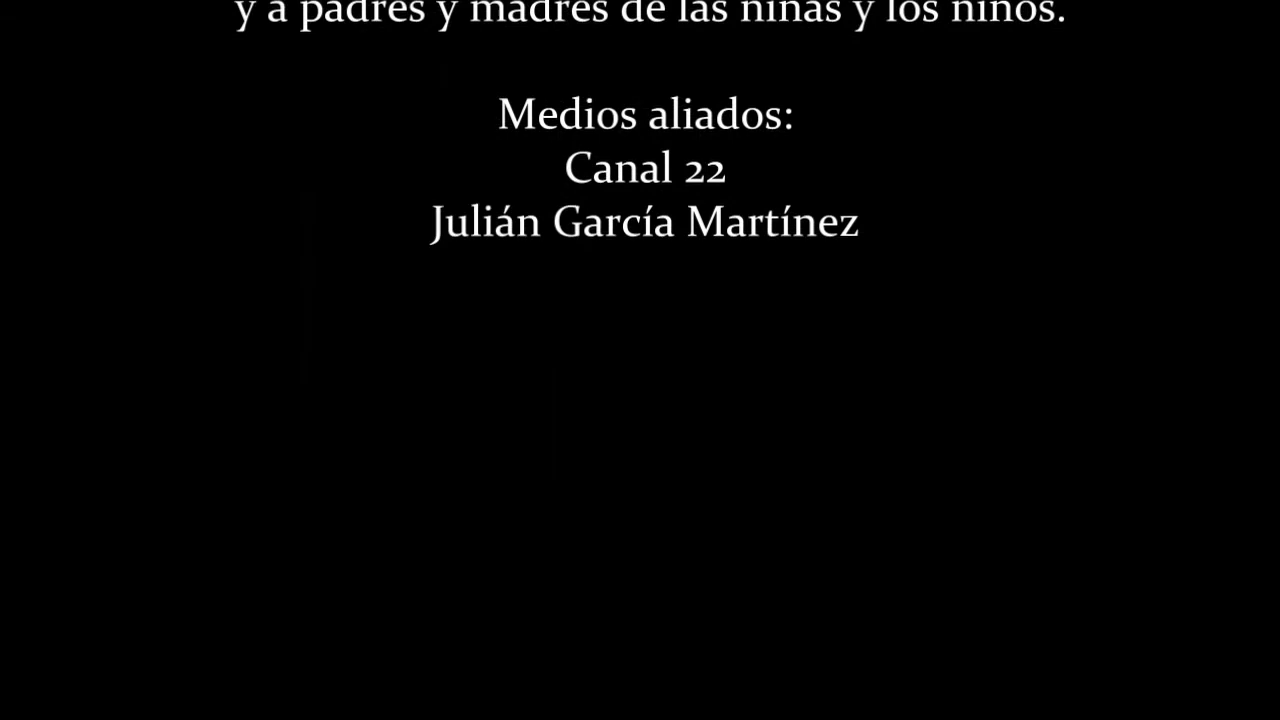 y a padres y madres de las niñas y los niños.
Medios aliados:
Canal 22
Julián García Martínez